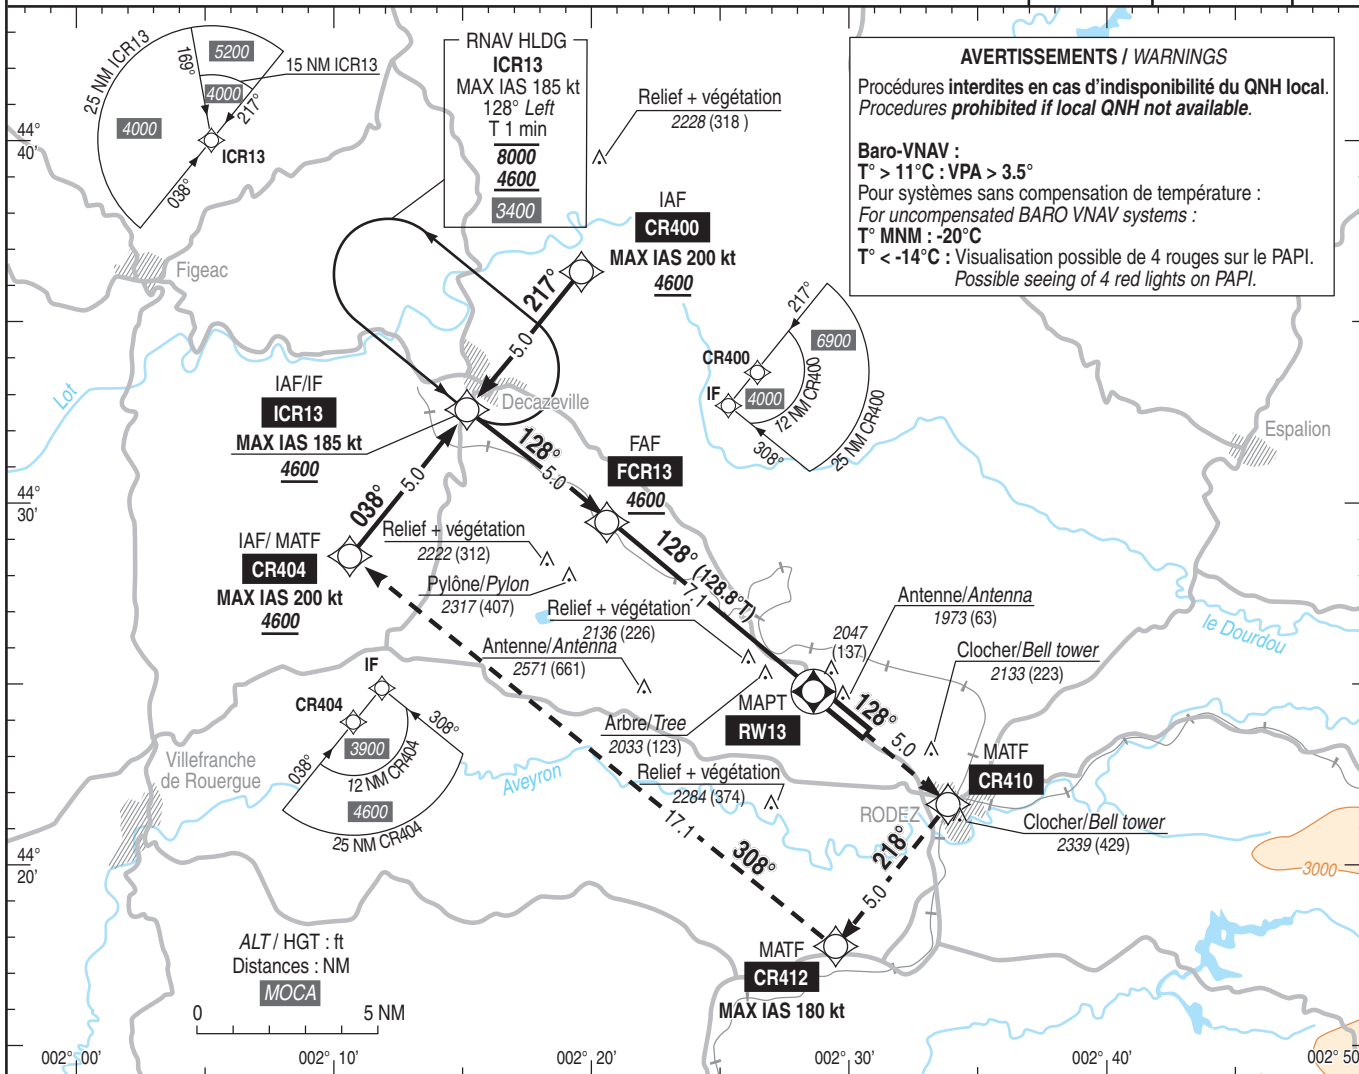 25 NM ICR13
169°
5200
15 NM ICR13
4000
217°
4000
ICR13
038°
RNAV HLDG
ICR13
MAX IAS 185 kt
128° Left
T 1 min
8000
4600
3400
Relief + végétation
2228 (318 )
AVERTISSEMENTS / WARNINGS
Procédures interdites en cas d’indisponibilité du QNH local.
Procedures prohibited if local QNH not available.
Baro-VNAV :
T° > 11°C : VPA > 3.5°
Pour systèmes sans compensation de température :
For uncompensated BARO VNAV systems :
T° MNM : -20°C
T° < -14°C : Visualisation possible de 4 rouges sur le PAPI.
Possible seeing of 4 red lights on PAPI.
44°
40'
IAF
CR400
MAX IAS 200 kt
4600
Figeac
217°
5.0
217°
CR400
6900
IF
4000
12 NM CR400
25 NM CR400
308°
Lot
IAF/IF
ICR13
MAX IAS 185 kt
4600
Decazeville
Espalion
128°
5.0
FAF
FCR13
4600
44°
30'
038°
5.0
IAF/ MATF
CR404
MAX IAS 200 kt
4600
Relief + végétation
2222 (312)
Pylône/Pylon
2317 (407)
128° (128.8°T)
7.1
Relief + végétation
2136 (226)
Antenne/Antenna
2571 (661)
Antenne/Antenna
1973 (63)
2047
(137)
Clocher/Bell tower
2133 (223)
le Dourdou
IF
CR404
308°
3900
038°
12 NM CR404
4600
25 NM CR404
MAPT
RW13
Arbre/Tree
2033 (123)
128°
5.0
MATF
CR410
Villefranche
de Rouergue
Aveyron
Relief + végétation
2284 (374)
RODEZ
Clocher/Bell tower
2339 (429)
17.1
308°
218°
5.0
44°
20'
3000
ALT / HGT : ft
Distances : NM
MOCA
0
5 NM
MATF
CR412
MAX IAS 180 kt
002° 00'
002° 10'
002° 20'
002° 30'
002° 40'
002° 50'